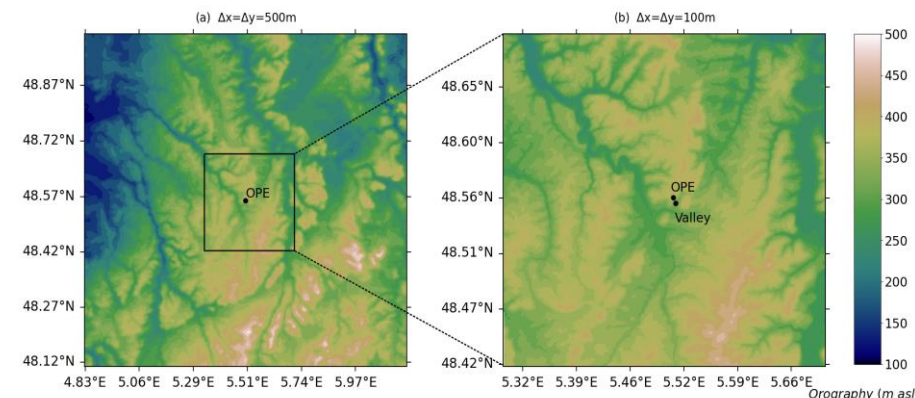 (a) Δx=Δy=500m
48.87°N
48.72°N
48.57°N
48.42°N
48.27°N
48.12°N
4.83°E 5.06°E 5.29°E 5.51°E 5.74°E 5.97°E
OPE
(b) Δx=Δy=100m
48.65°N
48.60°N
48.56°N
48.51°N
48.47°N
48.42°N
5.32°E 5.39°E 5.46°E 5.52°E 5.59°E 5.66°E
OPE
Valley
500
450
400
350
300
250
200
150
100
Orography (m asl